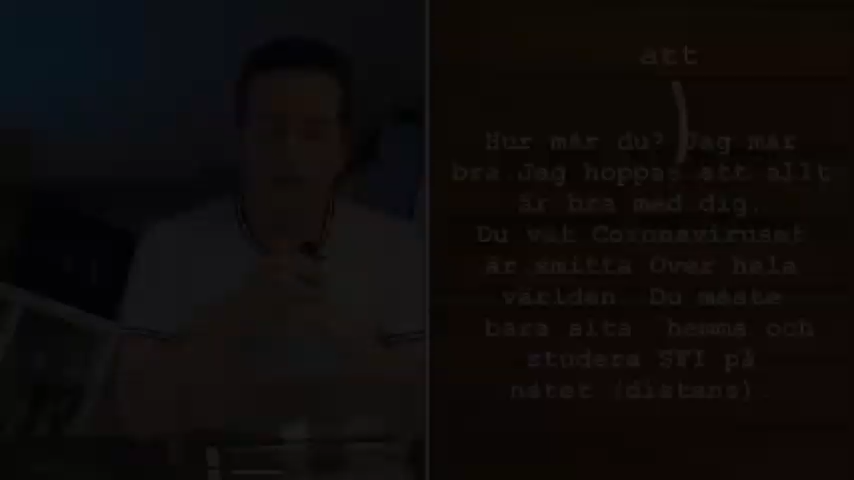 att
Hur mår du? Jag mår
bra.Jag hoppas att allt
är bra med dig.
Du vet Coronaviruset
är smitta Över hela
världen. Du måste
bara sita hemma och
studera SFI på
nätet (distans).